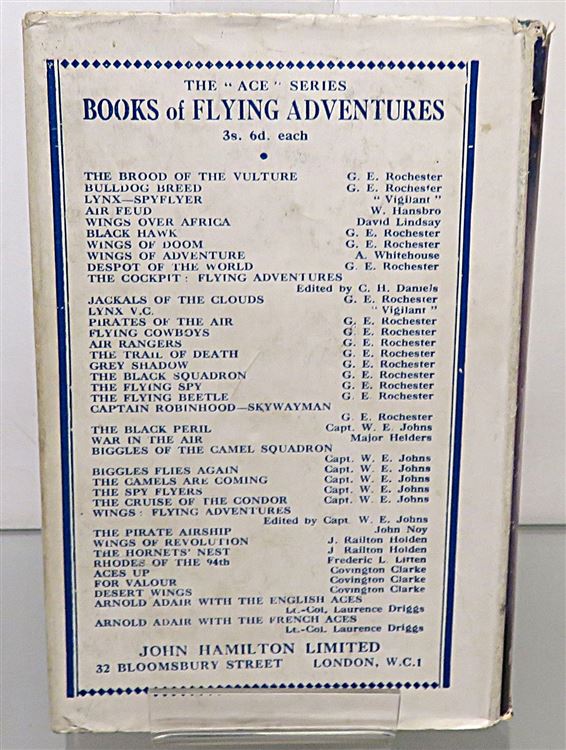 THE "ACE" SERIES
BOOKS of FLYING ADVENTURES
3s. 6d. each
THE BROOD OF THE VULTURE G. E. Rochester
BULLDOG BREED G. E. Rochester
LYNX—SPYFLYER "Vigilant"
AIR FEUD W. Hansbro
WINGS OVER AFRICA David Lindsay
BLACK HAWK G. E. Rochester
WINGS OF DOOM G. E. Rochester
WINGS OF ADVENTURE A. Whitehouse
DESPOT OF THE WORLD G. E. Rochester
THE COCKPIT: FLYING ADVENTURES
Edited by C. H. Daniels
JACKALS OF THE CLOUDS G. E. Rochester
LYNX V.C. "Vigilant"
PIRATES OF THE AIR G. E. Rochester
FLYING COWBOYS G. E. Rochester
AIR RANGERS G. E. Rochester
THE TRAIL OF DEATH G. E. Rochester
GREY SHADOW G. E. Rochester
THE BLACK SQUADRON G. E. Rochester
THE FLYING SPY G. E. Rochester
THE FLYING BEETLE G. E. Rochester
CAPTAIN ROBINHOOD—SKYWAYMAN
G. E. Rochester
THE BLACK PERIL Capt. W. E. Johns
WAR IN THE AIR Major Helders
BIGGLES OF THE CAMEL SQUADRON
Capt. W. E. Johns
BIGGLES FLIES AGAIN Capt. W. E. Johns
THE CAMELS ARE COMING Capt. W. E. Johns
THE SPY FLYERS Capt. W. E. Johns
THE CRUISE OF THE CONDOR Capt. W. E. Johns
WINGS: FLYING ADVENTURES
Edited by Capt. W. E. Johns
THE PIRATE AIRSHIP John Noy
WINGS OF REVOLUTION J. Railton Holden
THE HORNETS' NEST J Railton Holden
RHODES OF THE 94th Frederic L. Litten
ACES UP Covington Clarke
FOR VALOUR Covington Clarke
DESERT WINGS Covington Clarke
ARNOLD ADAIR WITH THE ENGLISH ACES
Lt.-Col. Laurence Driggs
ARNOLD ADAIR WITH THE FRENCH ACES
Lt.-Col. Laurence Driggs
JOHN HAMILTON LIMITED
32 BLOOMSBURY STREET LONDON, W.C.1